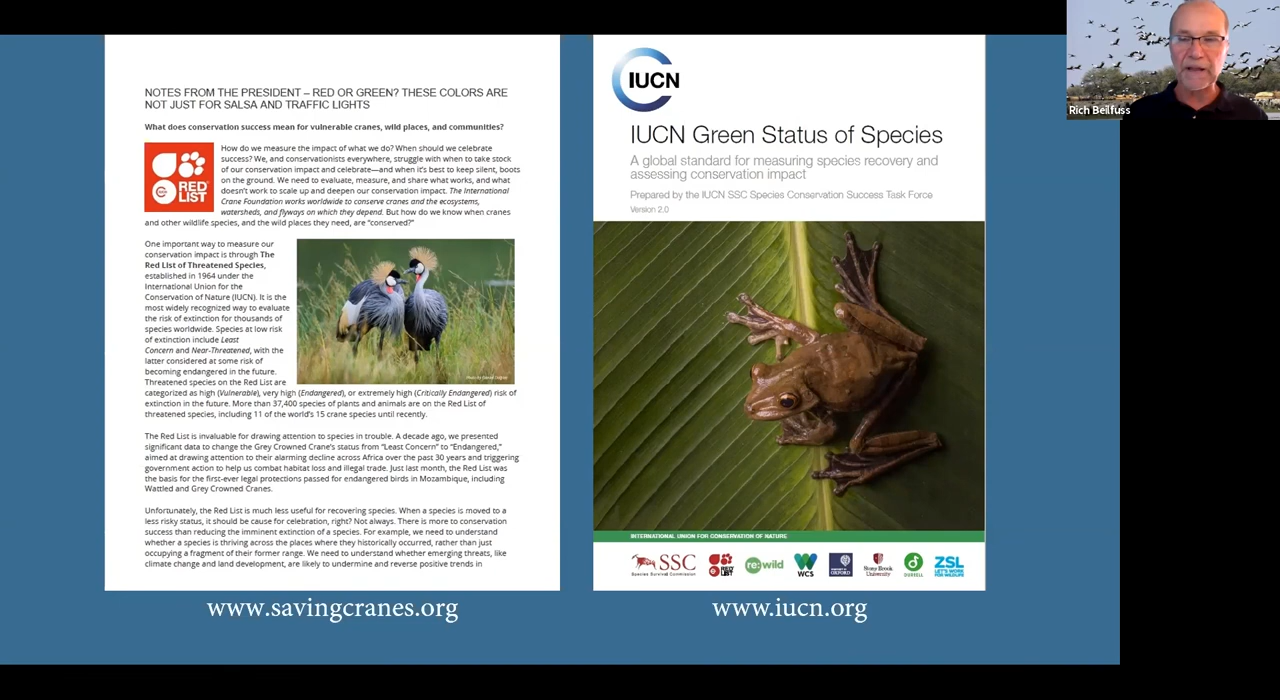 NOTES FROM THE PRESIDENT – RED OR GREEN? THESE COLORS ARE
NOT JUST FOR SALSA AND TRAFFIC LIGHTS
What does conservation success mean for vulnerable cranes, wild places, and communities?
RED
LIST
How do we measure the impact of what we do? When should we celebrate
success? We, and conservationists everywhere, struggle with when to take stock
of our conservation impact and celebrate—and when it's best to keep silent, boots
on the ground. We need to evaluate, measure, and share what works, and what
doesn't work to scale up and deepen our conservation impact. The International
Crane Foundation works worldwide to conserve cranes and the ecosystems,
watersheds, and flyways on which they depend. But how do we know when cranes
and other wildlife species, and the wild places they need, are "conserved?"
One important way to measure our
conservation impact is through The
Red List of Threatened Species,
established in 1964 under the
International Union for the
Conservation of Nature (IUCN). It is the
most widely recognized way to evaluate
the risk of extinction for thousands of
species worldwide. Species at low risk
of extinction include Least
Concern and Near-Threatened, with the
latter considered at some risk of
becoming endangered in the future.
Threatened species on the Red List are
categorized as high (Vulnerable), very high (Endangered), or extremely high (Critically Endangered) risk of
extinction in the future. More than 37,400 species of plants and animals are on the Red List of
threatened species, including 11 of the world's 15 crane species until recently.
The Red List is invaluable for drawing attention to species in trouble. A decade ago, we presented
significant data to change the Grey Crowned Crane's status from "Least Concern" to "Endangered,"
aimed at drawing attention to their alarming decline across Africa over the past 30 years and triggering
government action to help us combat habitat loss and illegal trade. Just last month, the Red List was
the basis for the first-ever legal protections passed for endangered birds in Mozambique, including
Wattled and Grey Crowned Cranes.
Unfortunately, the Red List is much less useful for recovering species. When a species is moved to a
less risky status, it should be cause for celebration, right? Not always. There is more to conservation
success than reducing the imminent extinction of a species. For example, we need to understand
whether a species is thriving across the places where they historically occurred, rather than just
occupying a fragment of their former range. We need to understand whether emerging threats, like
climate change and land development, are likely to undermine and reverse positive trends in
www.savingcranes.org
IUCN
IUCN Green Status of Species
A global standard for measuring species recovery and
assessing conservation impact
Prepared by the IUCN SSC Species Conservation Success Task Force
Version 2.0
INTERNATIONAL UNION FOR CONSERVATION OF NATURE
SSC
Species Survival Commission
RED
LIST
re:wild
WCS
OXFORD
Stony Brook
University
DURRELL
ZSL
LET'S WORK
FOR WILDLIFE
www.iucn.org
Rich Beilfuss